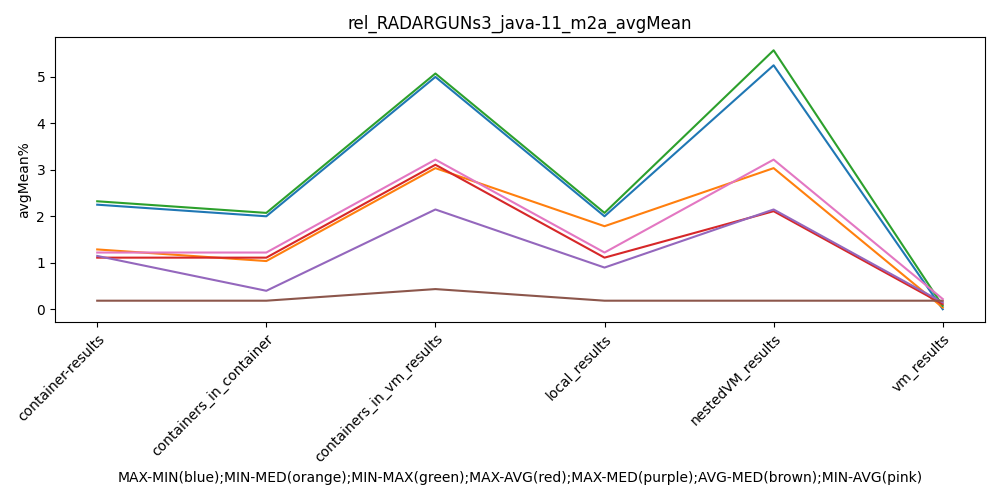 rel_RADARGUNs3_java-11_m2a_avgMean
avgMean%
5
4
3
2
1
0
container-results
containers_in_container
containers_in_vm_results
local_results
nestedVM_results
vm_results
MAX-MIN(blue);MIN-MED(orange);MIN-MAX(green);MAX-AVG(red);MAX-MED(purple);AVG-MED(brown);MIN-AVG(pink)